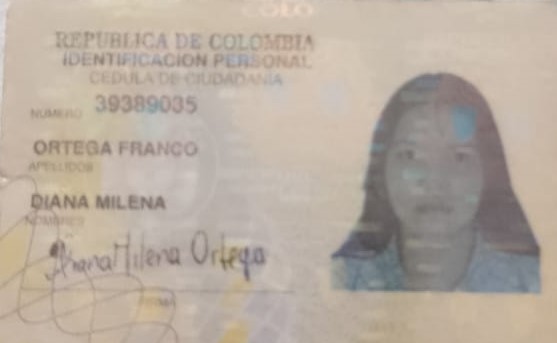 COLO
REPUBLICA DE COLOMBIA
IDENTIFICACION PERSONAL
CEDULA DE CIUDADANIA
NUMERO 39389035
ORTEGA FRANCO
APELLIDOS
DIANA MILENA
NOMBRES
Diana Milena Ortega
FIRMA